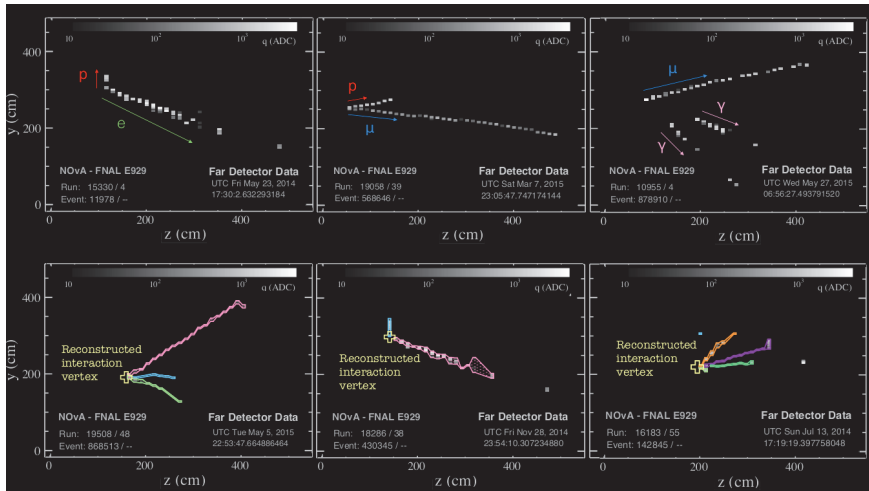 10 10² 10³ q (ADC)
400
200
0
y (cm)
p
e
NOvA - FNAL E929
Run: 15330 / 4
Event: 11978 / --
Far Detector Data
UTC Fri May 23, 2014
17:30:2.632293184
0 200 400
z (cm)
10 10² 10³ q (ADC)
p
μ
NOvA - FNAL E929
Run: 19058 / 39
Event: 568646 / --
Far Detector Data
UTC Sat Mar 7, 2015
23:05:47.747174144
0 200 400
z (cm)
10 10² 10³ q (ADC)
μ
γ
γ
NOvA - FNAL E929
Run: 10955 / 4
Event: 878910 / --
Far Detector Data
UTC Wed May 27, 2015
06:56:27.493791520
0 200 400
z (cm)
10 10² 10³ q (ADC)
400
200
0
y (cm)
Reconstructed
interaction
vertex
NOvA - FNAL E929
Run: 19508 / 48
Event: 868513 / --
Far Detector Data
UTC Tue May 5, 2015
22:53:47.664886464
0 200 400
z (cm)
10 10² 10³ q (ADC)
Reconstructed
interaction
vertex
NOvA - FNAL E929
Run: 18286 / 38
Event: 430345 / --
Far Detector Data
UTC Fri Nov 28, 2014
23:54:10.307234880
0 200 400
z (cm)
10 10² 10³ q (ADC)
Reconstructed
interaction
vertex
NOvA - FNAL E929
Run: 16183 / 55
Event: 142845 / --
Far Detector Data
UTC Sun Jul 13, 2014
17:19:19.397758048
0 200 400
z (cm)